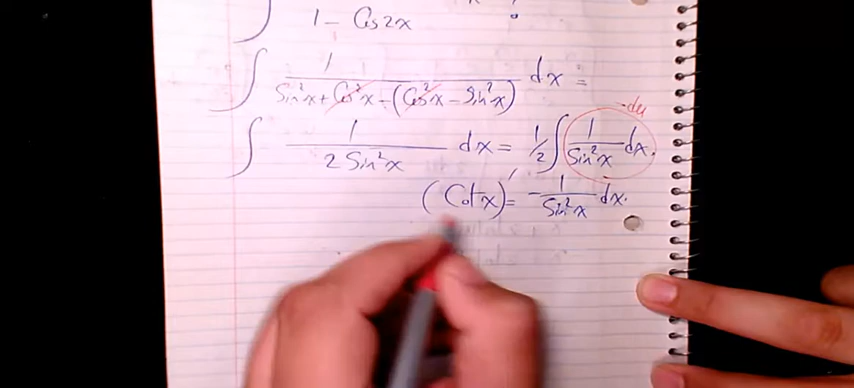 ∫ 1 - Cos2x ?
∫ 1/(Sin²x + Cos²x - (Cos²x - Sin²x)) dx =
-du
∫ 1/(2 Sin²x) dx = 1/2 ∫ 1/(Sin²x) dx.
(Cot x)' = - 1/(Sin²x) dx.